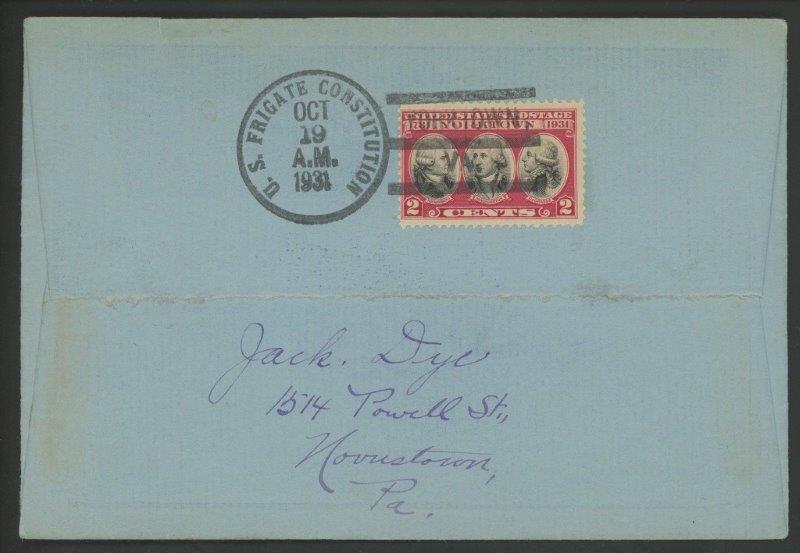 U.S. FRIGATE CONSTITUTION
OCT
19
A.M.
1931
UNITED STATES POSTAGE
1781 YORKTOWN 1931
2 CENTS 2
Jack. Dye
1514 Powell St.,
Norristown,
Pa.